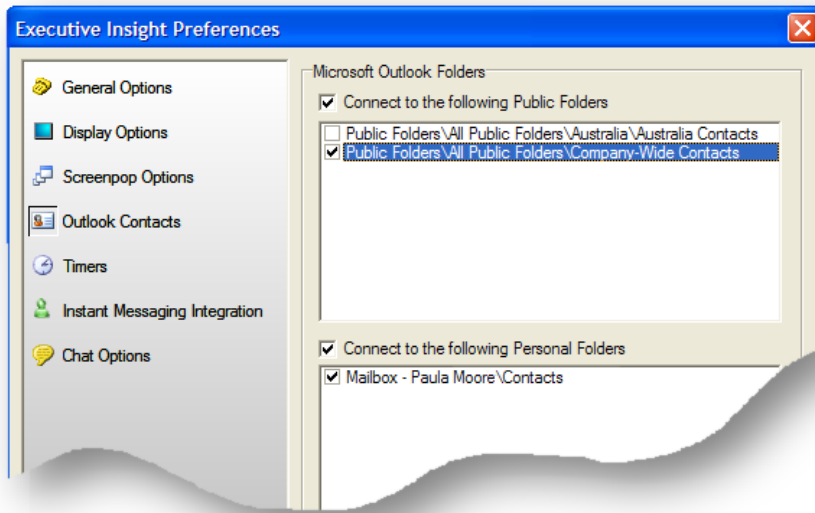 Executive Insight Preferences
General Options
Display Options
Screenpop Options
Outlook Contacts
Timers
Instant Messaging Integration
Chat Options
Microsoft Outlook Folders
Connect to the following Public Folders
Public Folders\All Public Folders\Australia\Australia Contacts
Public Folders\All Public Folders\Company-Wide Contacts
Connect to the following Personal Folders
Mailbox - Paula Moore\Contacts